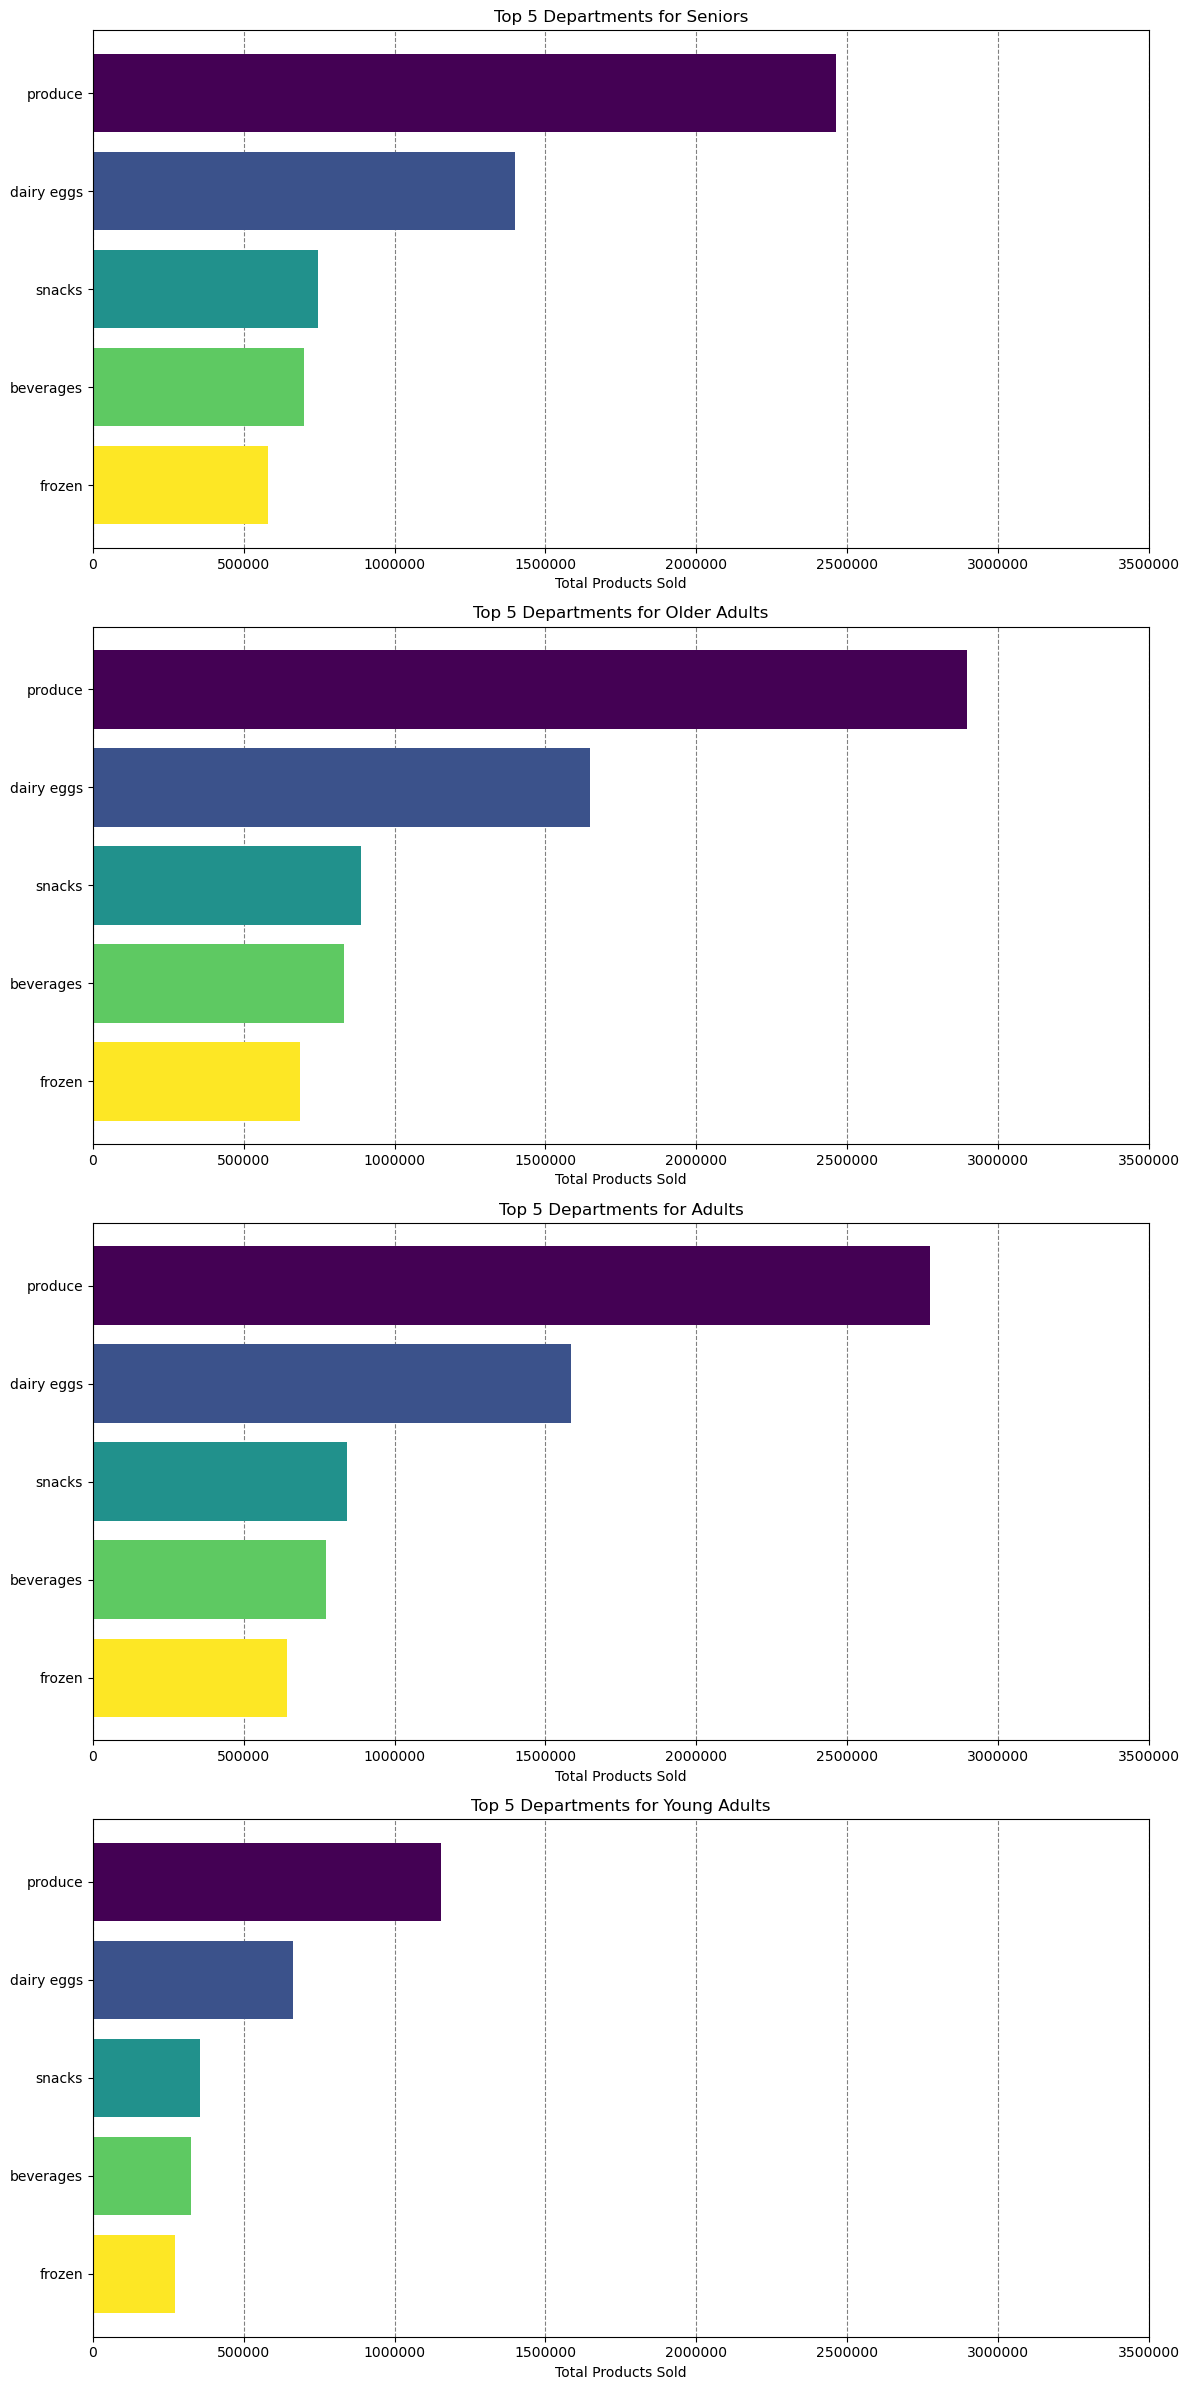 Top 5 Departments for Seniors
produce
dairy eggs
snacks
beverages
frozen
0 500000 1000000 1500000 2000000 2500000 3000000 3500000
Total Products Sold
Top 5 Departments for Older Adults
produce
dairy eggs
snacks
beverages
frozen
0 500000 1000000 1500000 2000000 2500000 3000000 3500000
Total Products Sold
Top 5 Departments for Adults
produce
dairy eggs
snacks
beverages
frozen
0 500000 1000000 1500000 2000000 2500000 3000000 3500000
Total Products Sold
Top 5 Departments for Young Adults
produce
dairy eggs
snacks
beverages
frozen
0 500000 1000000 1500000 2000000 2500000 3000000 3500000
Total Products Sold